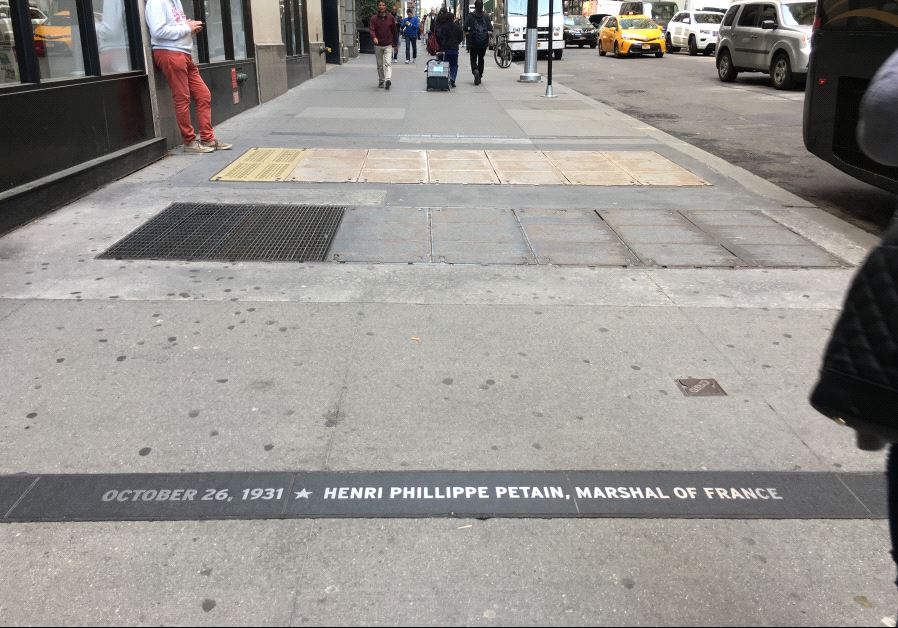 OCTOBER 26, 1931 ★ HENRI PHILLIPPE PETAIN, MARSHAL OF FRANCE